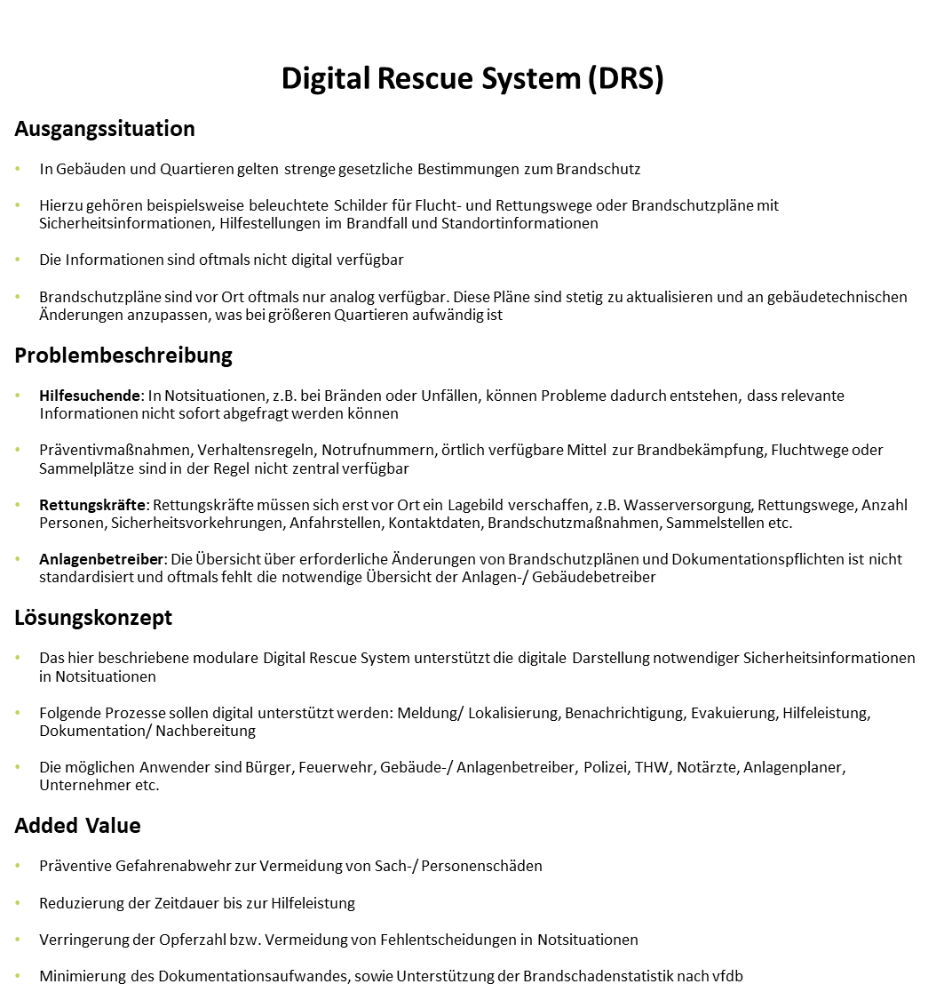 Digital Rescue System (DRS)
Ausgangssituation
• In Gebäuden und Quartieren gelten strenge gesetzliche Bestimmungen zum Brandschutz
• Hierzu gehören beispielsweise beleuchtete Schilder für Flucht- und Rettungswege oder Brandschutzpläne mit
Sicherheitsinformationen, Hilfestellungen im Brandfall und Standortinformationen
• Die Informationen sind oftmals nicht digital verfügbar
• Brandschutzpläne sind vor Ort oftmals nur analog verfügbar. Diese Pläne sind stetig zu aktualisieren und an gebäudetechnischen
Änderungen anzupassen, was bei größeren Quartieren aufwändig ist
Problembeschreibung
• Hilfesuchende: In Notsituationen, z.B. bei Bränden oder Unfällen, können Probleme dadurch entstehen, dass relevante
Informationen nicht sofort abgefragt werden können
• Präventivmaßnahmen, Verhaltensregeln, Notrufnummern, örtlich verfügbare Mittel zur Brandbekämpfung, Fluchtwege oder
Sammelplätze sind in der Regel nicht zentral verfügbar
• Rettungskräfte: Rettungskräfte müssen sich erst vor Ort ein Lagebild verschaffen, z.B. Wasserversorgung, Rettungswege, Anzahl
Personen, Sicherheitsvorkehrungen, Anfahrstellen, Kontaktdaten, Brandschutzmaßnahmen, Sammelstellen etc.
• Anlagenbetreiber: Die Übersicht über erforderliche Änderungen von Brandschutzplänen und Dokumentationspflichten ist nicht
standardisiert und oftmals fehlt die notwendige Übersicht der Anlagen-/ Gebäudebetreiber
Lösungskonzept
• Das hier beschriebene modulare Digital Rescue System unterstützt die digitale Darstellung notwendiger Sicherheitsinformationen
in Notsituationen
• Folgende Prozesse sollen digital unterstützt werden: Meldung/ Lokalisierung, Benachrichtigung, Evakuierung, Hilfeleistung,
Dokumentation/ Nachbereitung
• Die möglichen Anwender sind Bürger, Feuerwehr, Gebäude-/ Anlagenbetreiber, Polizei, THW, Notärzte, Anlagenplaner,
Unternehmer etc.
Added Value
• Präventive Gefahrenabwehr zur Vermeidung von Sach-/ Personenschäden
• Reduzierung der Zeitdauer bis zur Hilfeleistung
• Verringerung der Opferzahl bzw. Vermeidung von Fehlentscheidungen in Notsituationen
• Minimierung des Dokumentationsaufwandes, sowie Unterstützung der Brandschadenstatistik nach vfdb